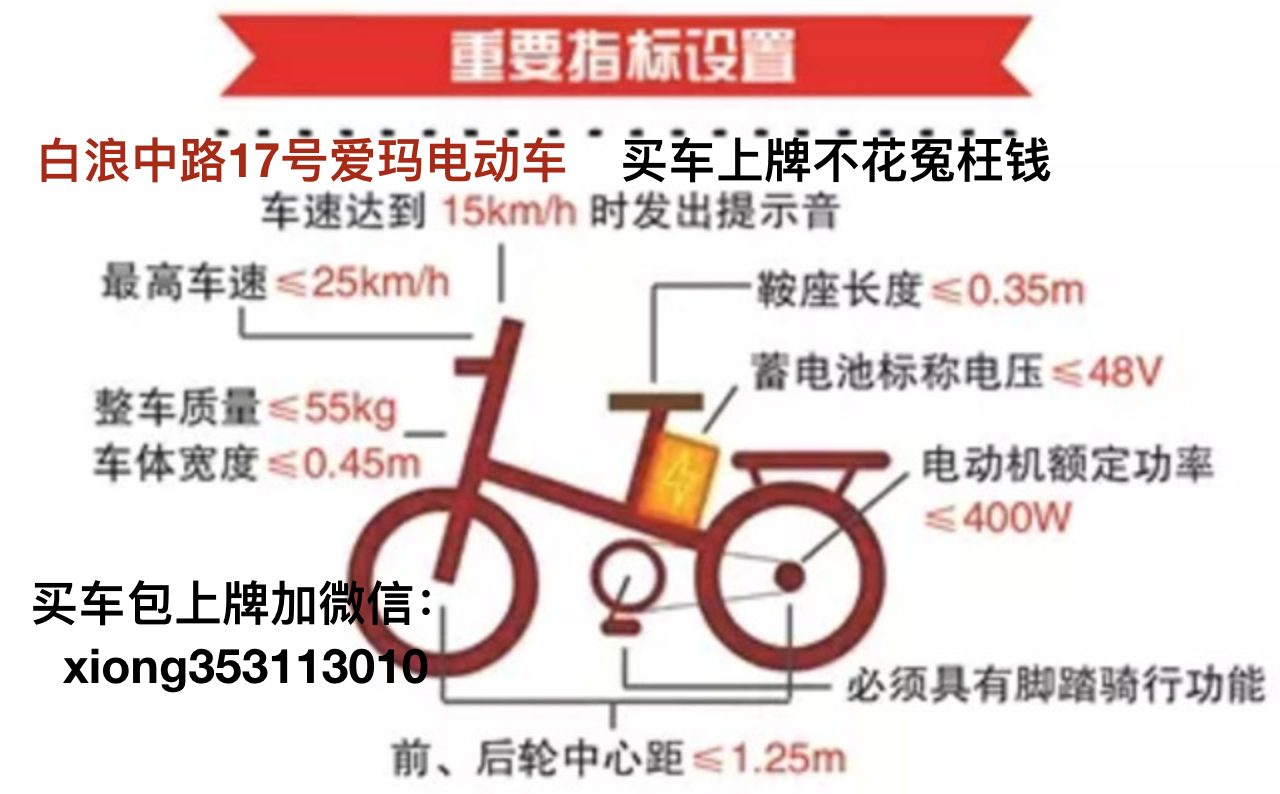 重要指标设置
白浪中路17号爱玛电动车 买车上牌不花冤枉钱
车速达到 15km/h 时发出提示音
最高车速≤25km/h
鞍座长度≤0.35m
蓄电池标称电压≤48V
整车质量≤55kg
车体宽度≤0.45m
电动机额定功率
≤400W
买车包上牌加微信：
xiong353113010
必须具有脚踏骑行功能
前、后轮中心距≤1.25m